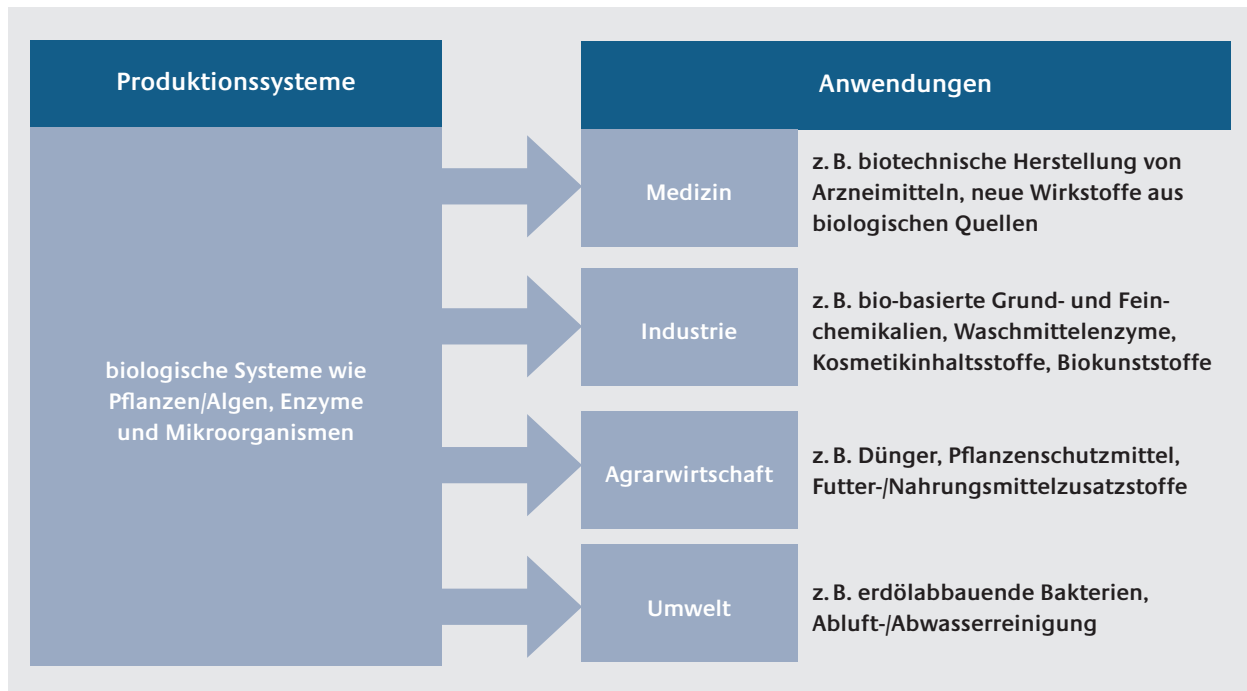 Produktionssysteme
biologische Systeme wie
Pflanzen/Algen, Enzyme
und Mikroorganismen
Anwendungen
Medizin
z. B. biotechnische Herstellung von
Arzneimitteln, neue Wirkstoffe aus
biologischen Quellen
Industrie
z. B. bio-basierte Grund- und Fein-
chemikalien, Waschmittelenzyme,
Kosmetikinhaltsstoffe, Biokunststoffe
Agrarwirtschaft
z. B. Dünger, Pflanzenschutzmittel,
Futter-/Nahrungsmittelzusatzstoffe
Umwelt
z. B. erdölabbauende Bakterien,
Abluft-/Abwasserreinigung